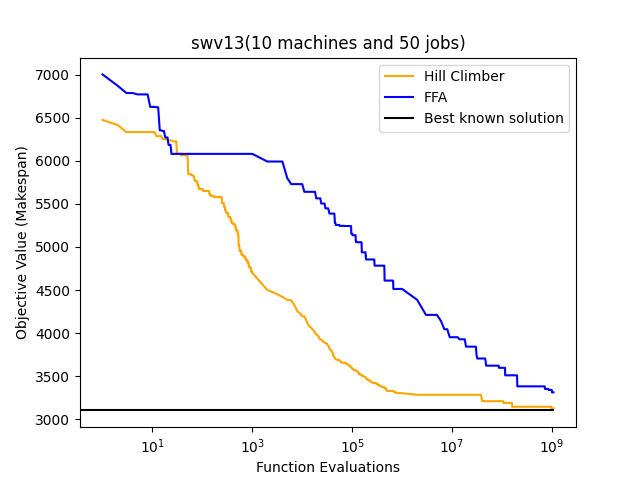 swv13(10 machines and 50 jobs)
Hill Climber
FFA
Best known solution
7000
6500
6000
5500
5000
4500
4000
3500
3000
Objective Value (Makespan)
10^1 10^3 10^5 10^7 10^9
Function Evaluations